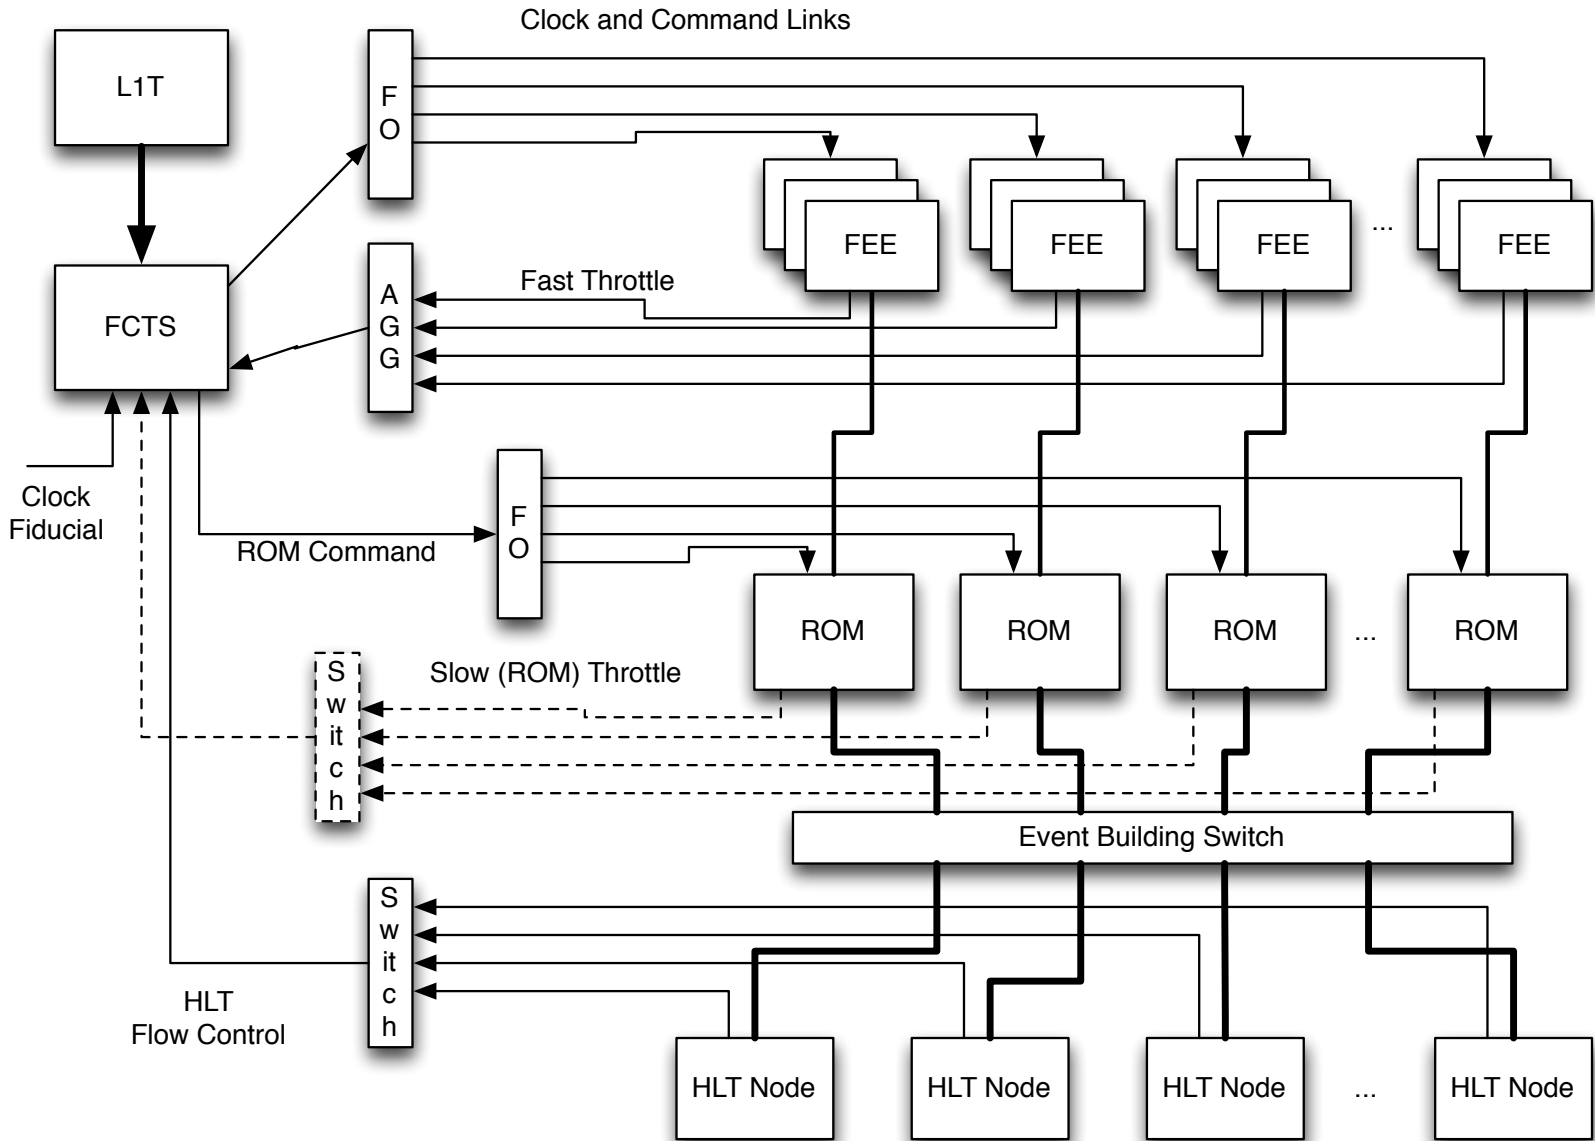 Clock and Command Links
L1T
F
O
FEE
FEE
FEE
...
FEE
Fast Throttle
A
G
G
FCTS
Clock
Fiducial
ROM Command
F
O
ROM
ROM
ROM
...
ROM
Slow (ROM) Throttle
S
w
it
c
h
Event Building Switch
S
w
it
c
h
HLT
Flow Control
HLT Node
HLT Node
HLT Node
...
HLT Node